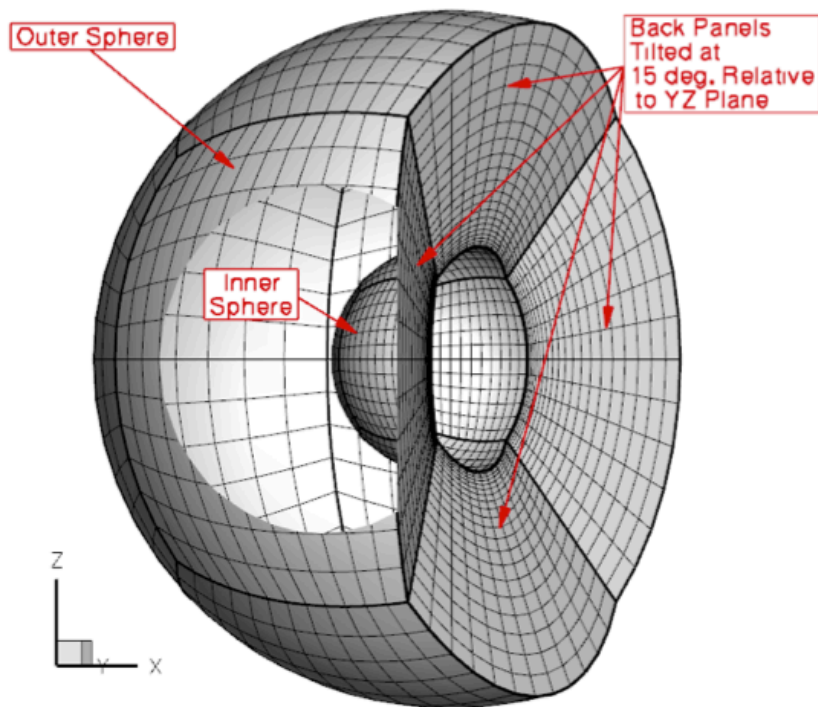 Outer Sphere
Back Panels
Tilted at
15 deg. Relative
to YZ Plane
Inner
Sphere
Z
Y
X